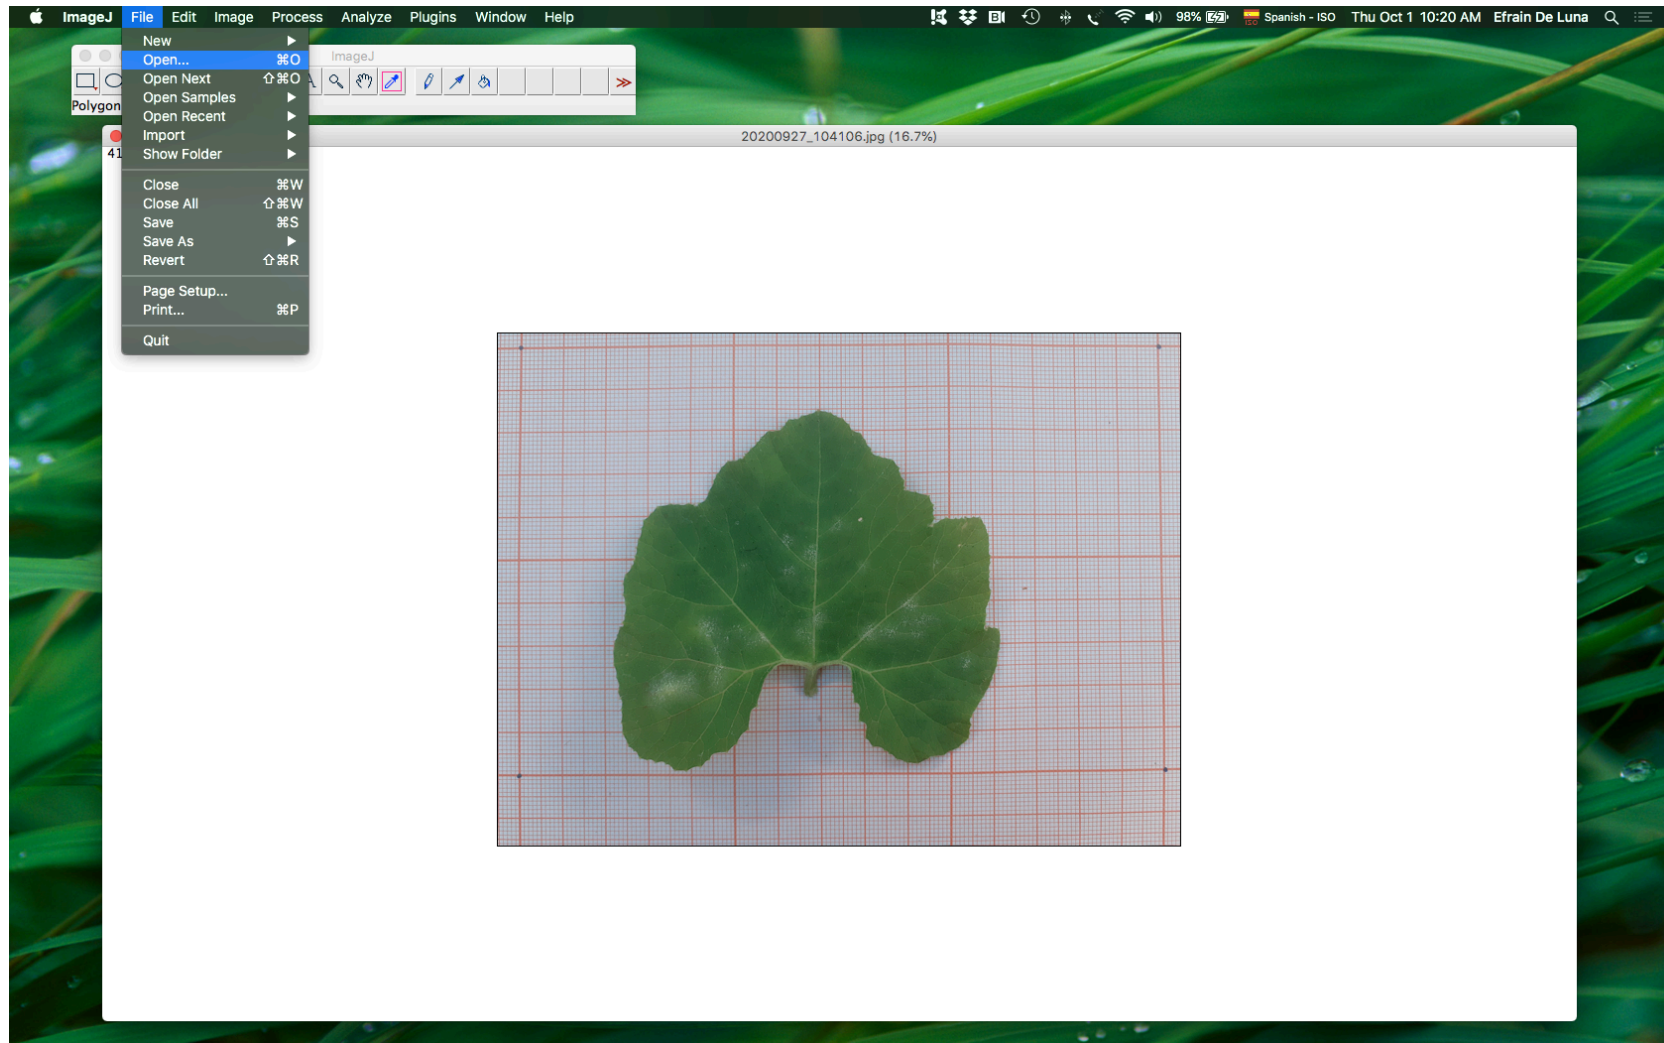 ImageJ File Edit Image Process Analyze Plugins Window Help 98% Spanish - ISO Thu Oct 1 10:20 AM Efrain De Luna
ImageJ
Polygon
20200927_104106.jpg (16.7%)
41
New
Open... ⌘O
Open Next ⇧⌘O
Open Samples
Open Recent
Import
Show Folder
Close ⌘W
Close All ⇧⌘W
Save ⌘S
Save As
Revert ⇧⌘R
Page Setup...
Print... ⌘P
Quit